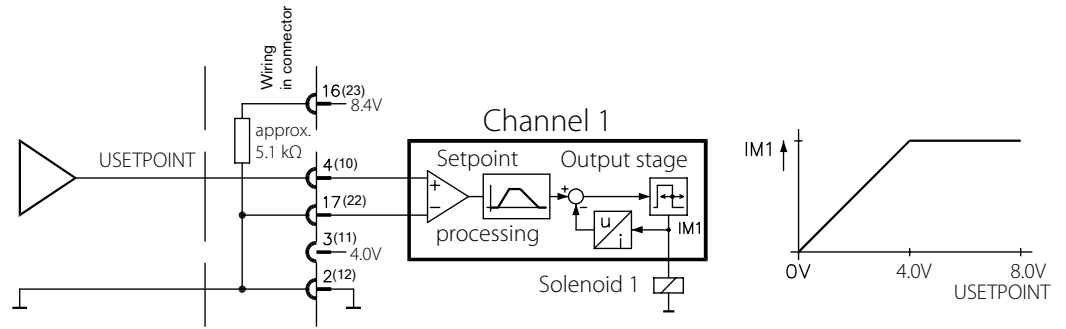 Wiring
in connector
16(23)
8.4V
approx.
5.1 kΩ
USETPOINT
4(10)
17(22)
3(11)
4.0V
2(12)
Channel 1
Setpoint
Output stage
+
−
+
−
u
i
IM1
processing
Solenoid 1
IM1
0V
4.0V
8.0V
USETPOINT